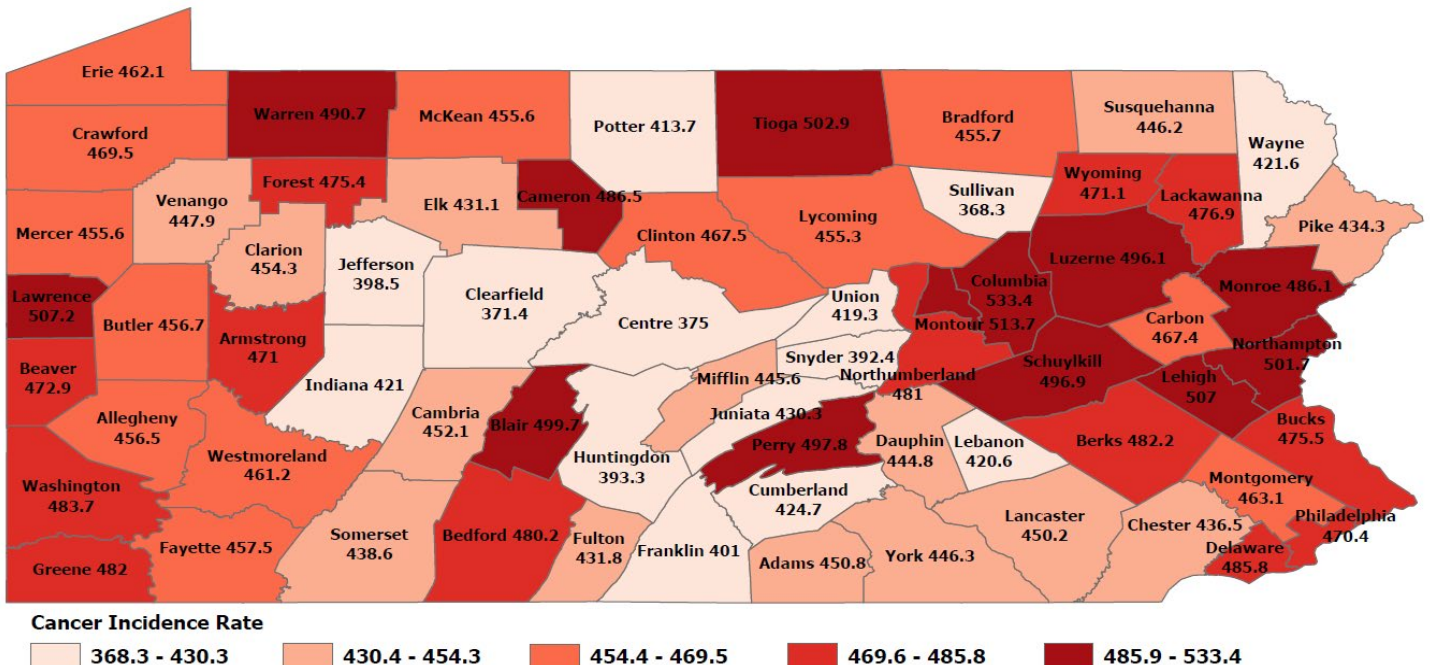 Erie 462.1
Warren 490.7
McKean 455.6
Potter 413.7
Tioga 502.9
Bradford
455.7
Susquehanna
446.2
Wayne
421.6
Crawford
469.5
Forest 475.4
Venango
447.9
Elk 431.1
Cameron 486.5
Sullivan
368.3
Wyoming
471.1
Lackawanna
476.9
Pike 434.3
Mercer 455.6
Clarion
454.3
Jefferson
398.5
Clinton 467.5
Lycoming
455.3
Luzerne 496.1
Monroe 486.1
Lawrence
507.2
Butler 456.7
Armstrong
471
Clearfield
371.4
Centre 375
Union
419.3
Columbia
533.4
Montour 513.7
Carbon
467.4
Northampton
501.7
Beaver
472.9
Indiana 421
Snyder 392.4
Mifflin 445.6
Northumberland
481
Schuylkill
496.9
Lehigh
507
Allegheny
456.5
Cambria
452.1
Blair 499.7
Juniata 430.3
Perry 497.8
Dauphin
444.8
Lebanon
420.6
Berks 482.2
Bucks
475.5
Westmoreland
461.2
Huntingdon
393.3
Washington
483.7
Cumberland
424.7
Montgomery
463.1
Somerset
438.6
Bedford 480.2
Fulton
431.8
Franklin 401
Adams 450.8
York 446.3
Lancaster
450.2
Chester 436.5
Philadelphia
470.4
Delaware
485.8
Fayette 457.5
Greene 482
Cancer Incidence Rate
368.3 - 430.3
430.4 - 454.3
454.4 - 469.5
469.6 - 485.8
485.9 - 533.4